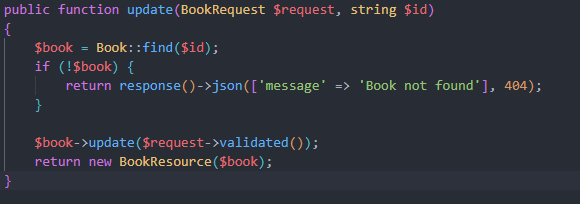 public function update(BookRequest $request, string $id)
{
    $book = Book::find($id);
    if (!$book) {
        return response()->json(['message' => 'Book not found'], 404);
    }

    $book->update($request->validated());
    return new BookResource($book);
}